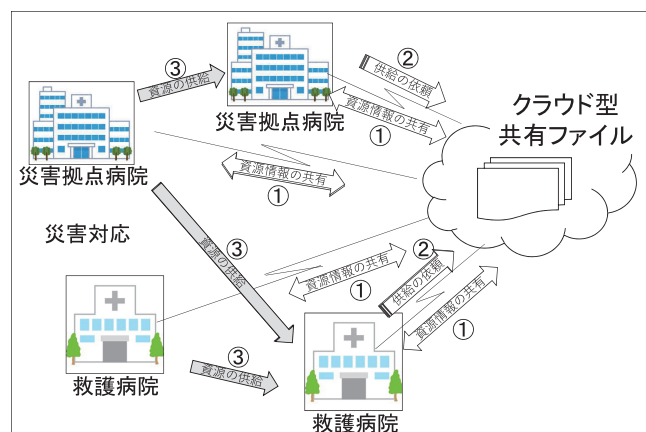 ③
資源の供給
②
供給の依頼
資源情報の共有
①
災害拠点病院
クラウド型
共有ファイル
災害拠点病院
資源情報の共有
①
災害対応
③
資源の供給
②
資源情報の共有
①
供給の依頼
資源情報の共有
①
③
資源の供給
救護病院
救護病院